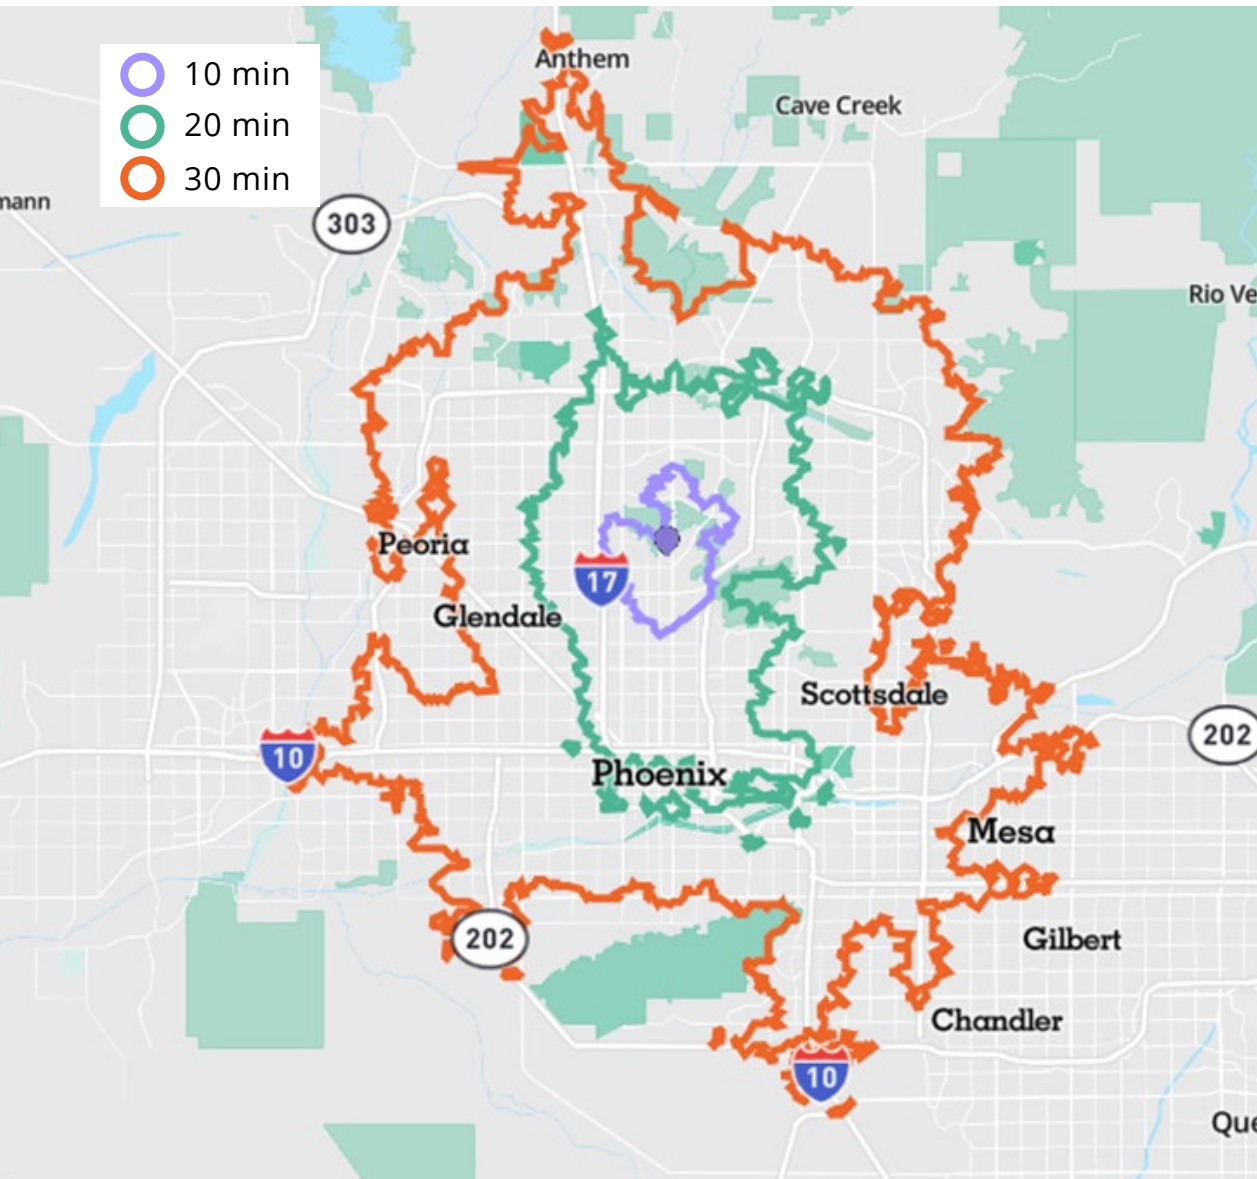 10 min
20 min
30 min
Anthem
Cave Creek
mann
303
Rio Ve
Peoria
17
Glendale
Scottsdale
202
10
Phoenix
Mesa
202
Gilbert
Chandler
10
Que